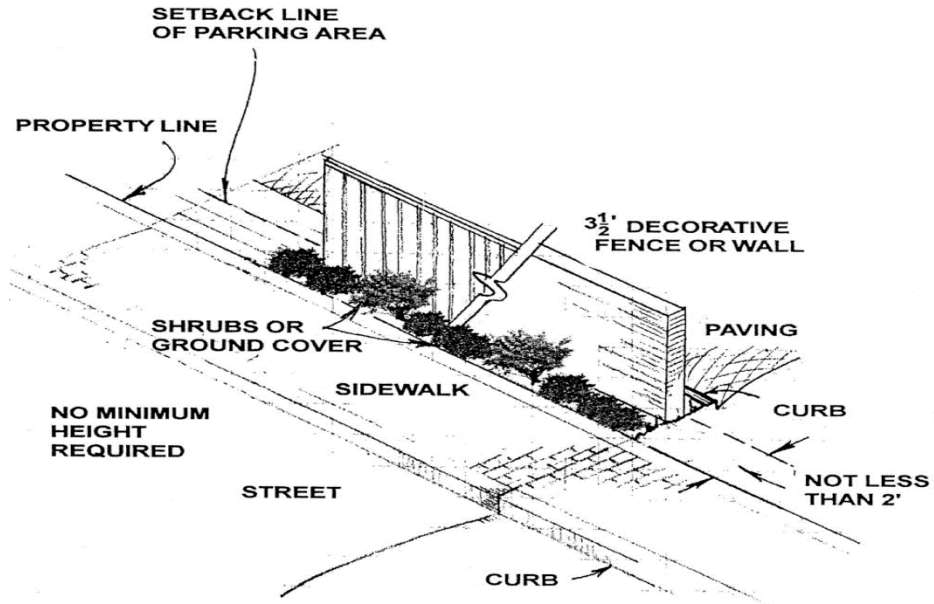 SETBACK LINE
OF PARKING AREA
PROPERTY LINE
3½' DECORATIVE
FENCE OR WALL
SHRUBS OR
GROUND COVER
PAVING
SIDEWALK
CURB
NO MINIMUM
HEIGHT
REQUIRED
NOT LESS
THAN 2'
STREET
CURB